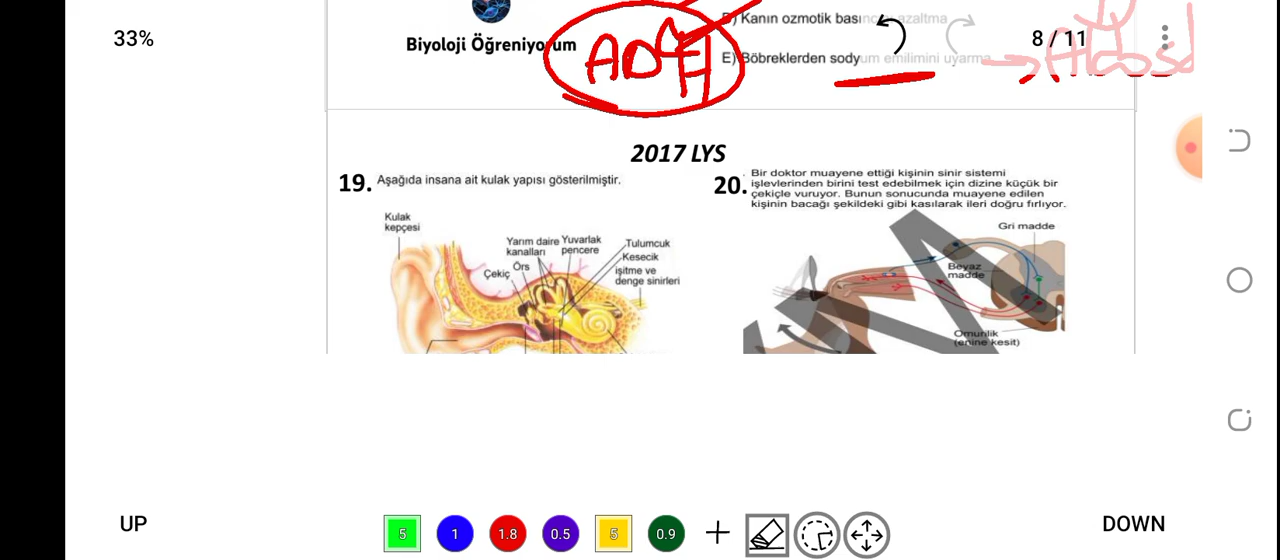 33%
Biyoloji Öğreniyorum
ADH
D) Kanın ozmotik basıncını azaltma
E) Böbreklerden sodyum emilimini uyarma
8 / 11
2017 LYS
19. Aşağıda insana ait kulak yapısı gösterilmiştir.
Kulak
kepçesi
Yarım daire
kanalları
Yuvarlak
pencere
Tulumcuk
Kesecik
işitme ve
denge sinirleri
Örs
Çekiç
20. Bir doktor muayene ettiği kişinin sinir sistemi
işlevlerinden birini test edebilmek için dizine küçük bir
çekiçle vuruyor. Bunun sonucunda muayene edilen
kişinin bacağı şekildeki gibi kasılarak ileri doğru fırlıyor.
Gri madde
Beyaz
madde
Omurilik
(enine kesit)
UP
5
1
1.8
0.5
5
0.9
DOWN